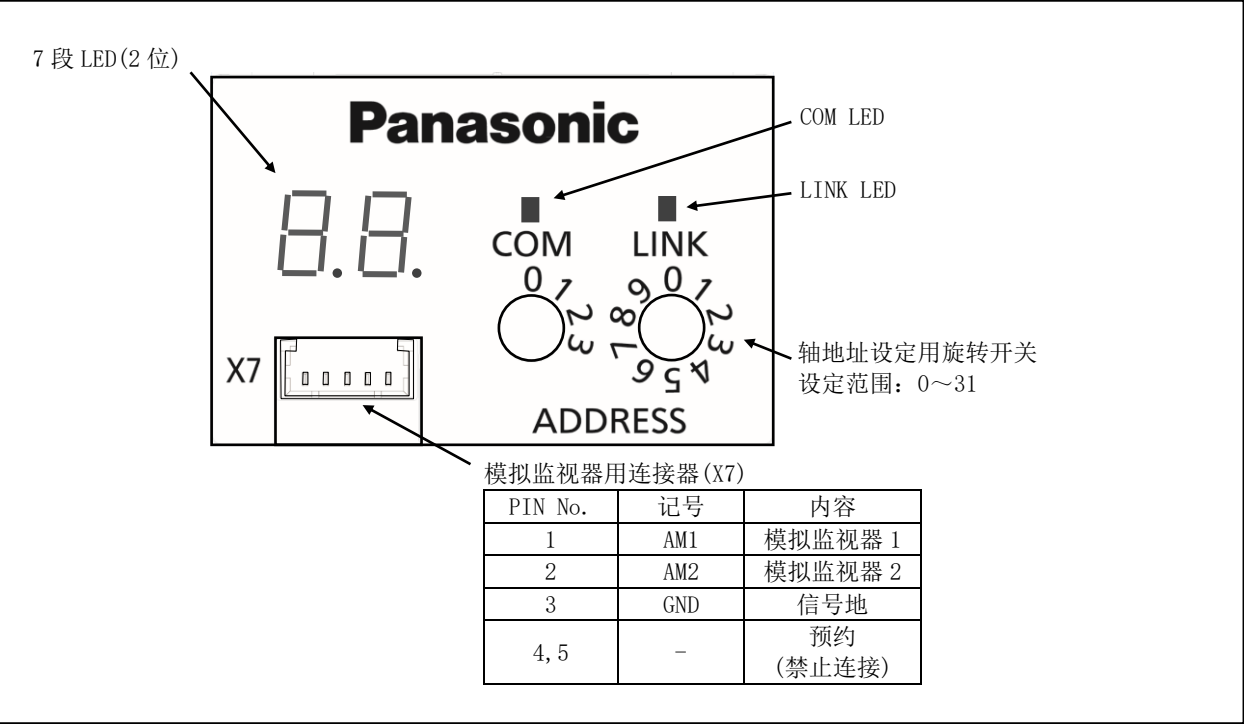 7段 LED(2位)
Panasonic
COM LED
LINK LED
8.8.
COM LINK
0 1 2 3
0 1 2 3 4 5 6 7 8 9
X7
轴地址设定用旋转开关
设定范围：0～31
ADDRESS
模拟监视器用连接器(X7)
PIN No. 记号 内容
1 AM1 模拟监视器1
2 AM2 模拟监视器2
3 GND 信号地
4,5 － 预约
(禁止连接)